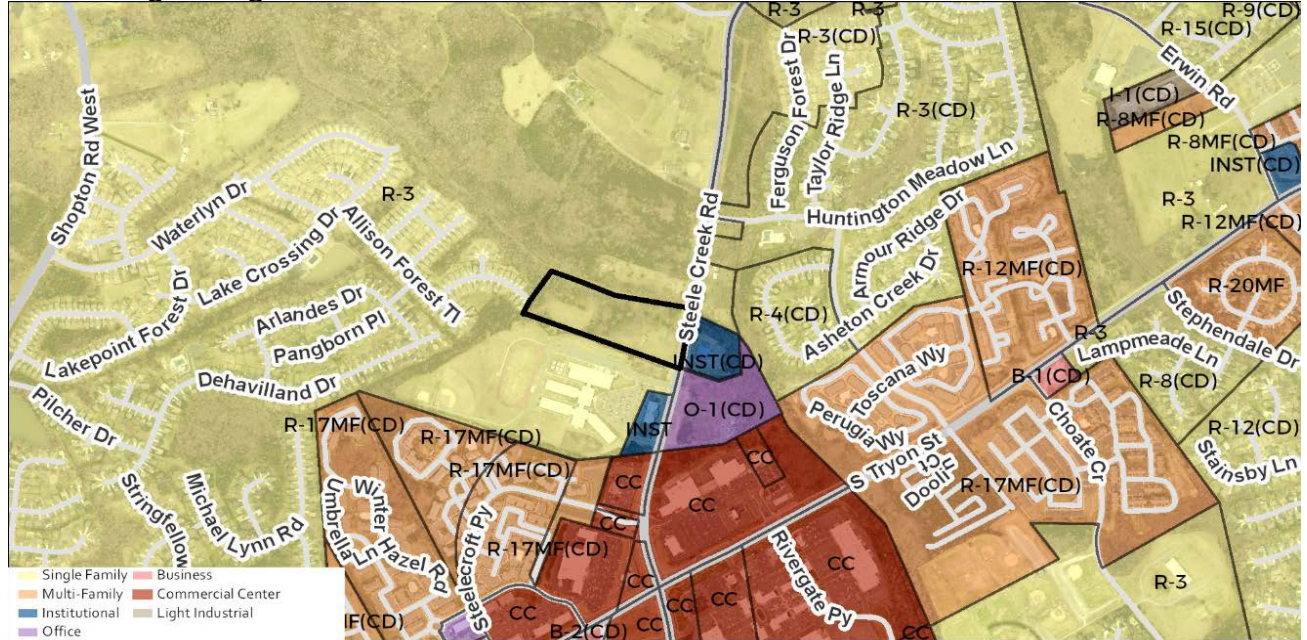 R-3
R-3
R-9(CD)
R-15(CD)
R-3(CD)
Erwin Rd
Shopton Rd West
Ferguson Forest Dr
Taylor Ridge Ln
R-3(CD)
I-1(CD)
R-8MF(CD)
R-8MF(CD)
INST(CD)
Waterlyn Dr
R-3
Allison Forest Tl
Lake Crossing Dr
Steele Creek Rd
Huntington Meadow Ln
Armour Ridge Dr
R-3
R-12MF(CD)
R-12MF(CD)
Asheton Creek Dr
R-20MF
Lakepoint Forest Dr
Arlandes Dr
Pangborn Pl
R-4(CD)
Stephendale Dr
R-3
Lampmeade Ln
Dehavilland Dr
INST(CD)
B-1(CD)
R-8(CD)
Pilcher Dr
O-1(CD)
Toscana Wy
Perugia Wy
Choate Cr
R-12(CD)
Stainsby Ln
R-17MF(CD)
R-17MF(CD)
INST
S Tryon St
Doolin Ct
R-17MF(CD)
R-17MF(CD)
CC
CC
CC
Stringfellow
Michael Lynn Rd
Umbrella Ln
Winter Hazel Rd
CC
R-17MF(CD)
Rivergate Py
CC
CC
CC
CC
R-3
Steelecroft Py
CC
B-2(CD)
CC
CC
Single Family
Business
Multi-Family
Commercial Center
Institutional
Light Industrial
Office